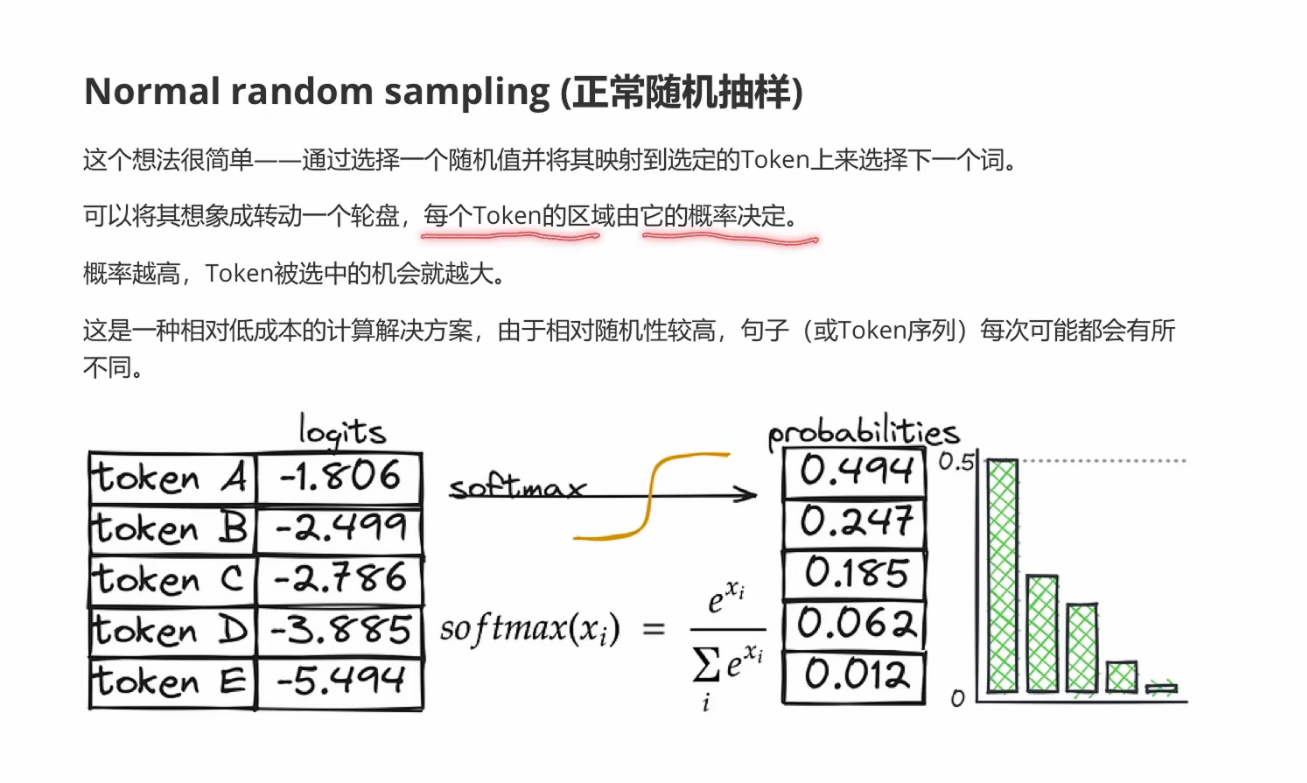 Normal random sampling (正常随机抽样)
这个想法很简单——通过选择一个随机值并将其映射到选定的Token上来选择下一个词。
可以将其想象成转动一个轮盘，每个Token的区域由它的概率决定。
概率越高，Token被选中的机会就越大。
这是一种相对低成本的计算解决方案，由于相对随机性较高，句子（或Token序列）每次可能都会有所
不同。
logits
token A -1.806
token B -2.499
token C -2.786
token D -3.885
token E -5.494
softmax
softmax(xᵢ) = e^{xᵢ} / ∑ᵢ e^{xᵢ}
probabilities
0.494
0.247
0.185
0.062
0.012
0.5
0